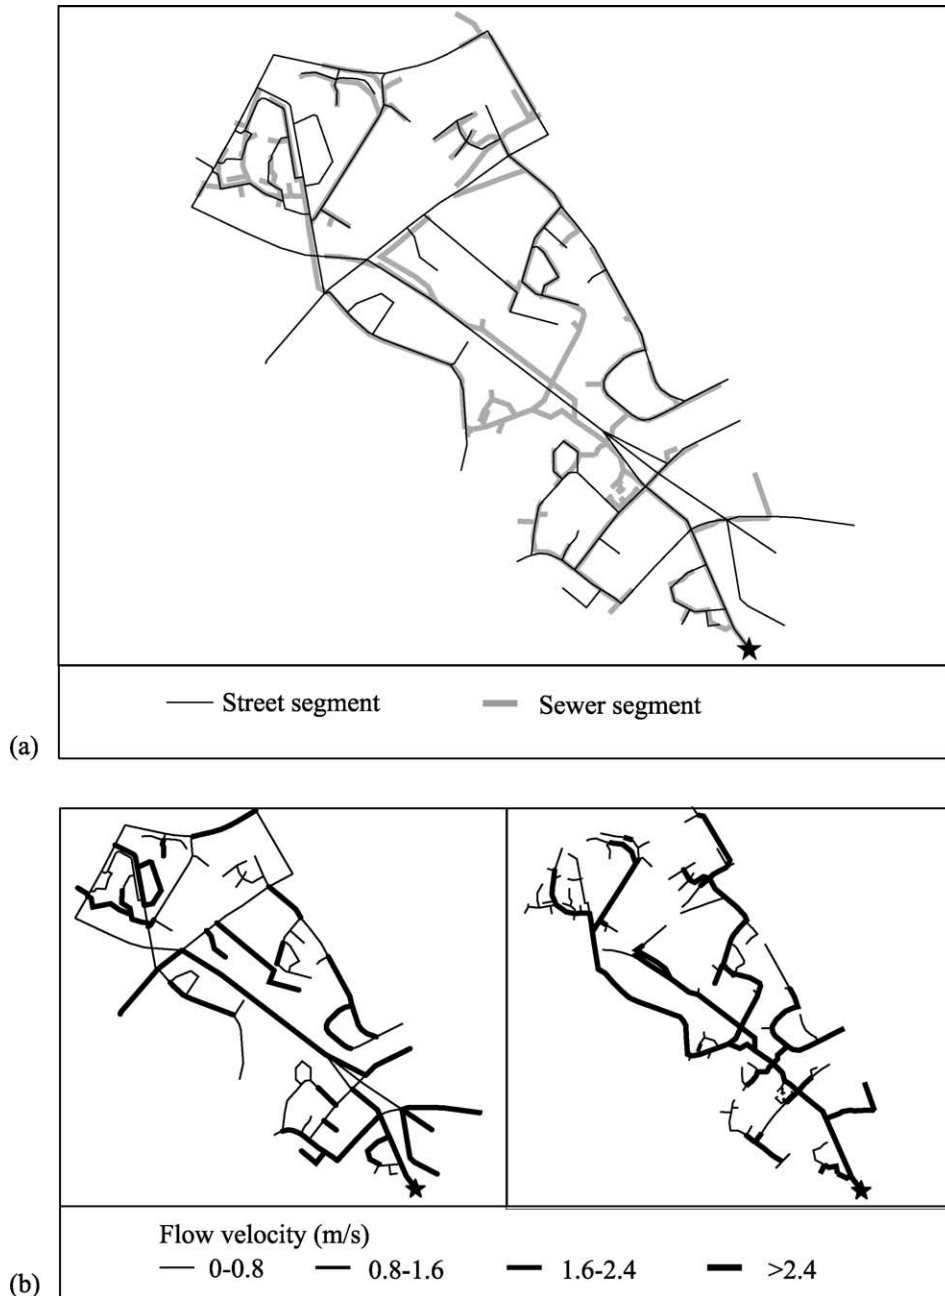 Street segment Sewer segment
(a)
Flow velocity (m/s)
0-0.8 0.8-1.6 1.6-2.4 >2.4
(b)